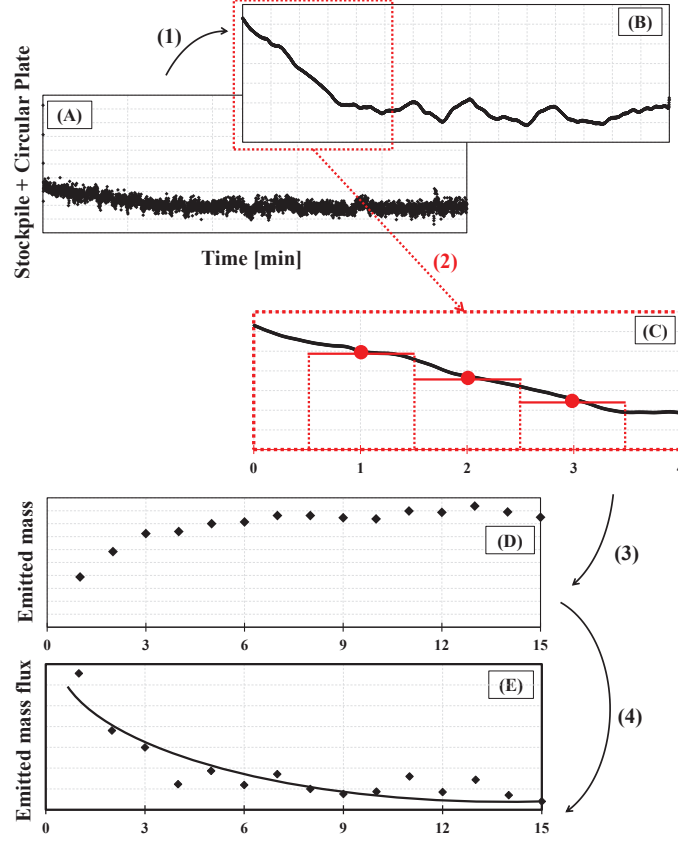 (1)
(B)
Stockpile + Circular Plate
(A)
Time [min]
(2)
(C)
0 1 2 3 4
Emitted mass
(D)
(3)
0 3 6 9 12 15
Emitted mass flux
(E)
(4)
0 3 6 9 12 15